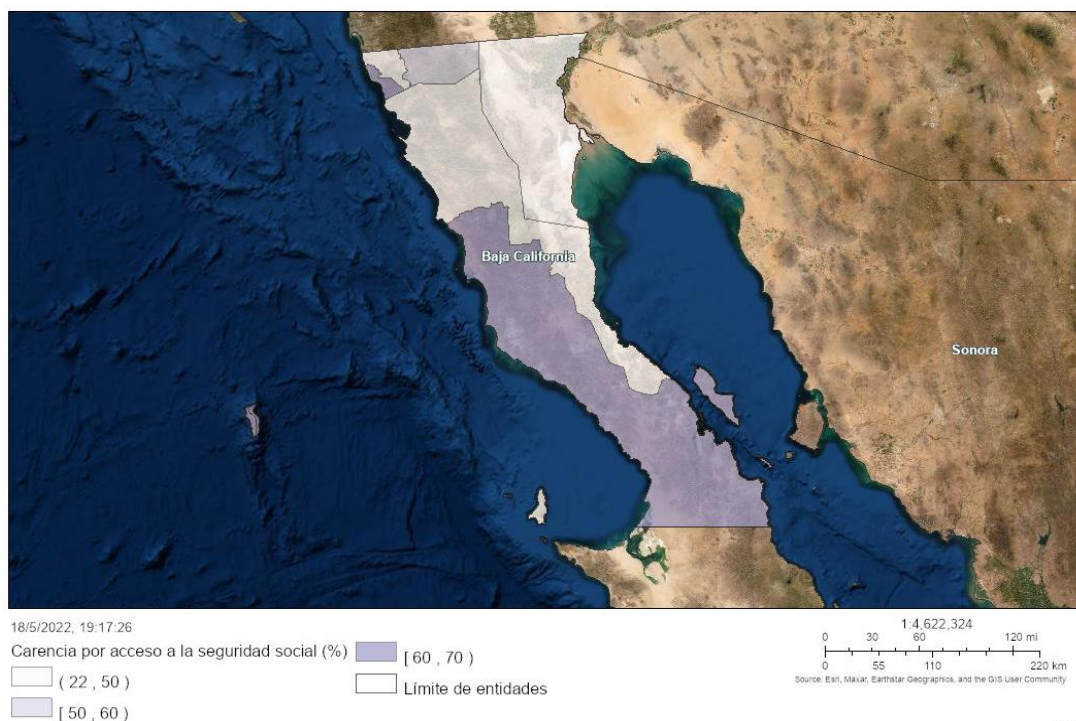 Baja California
Sonora
18/5/2022, 19:17:26
Carencia por acceso a la seguridad social (%)
( 22 , 50 )
[ 50 , 60 )
[ 60 , 70 )
Límite de entidades
1:4,622,324
0 30 60 120 mi
0 55 110 220 km
Source: Esri, Maxar, Earthstar Geographics, and the GIS User Community